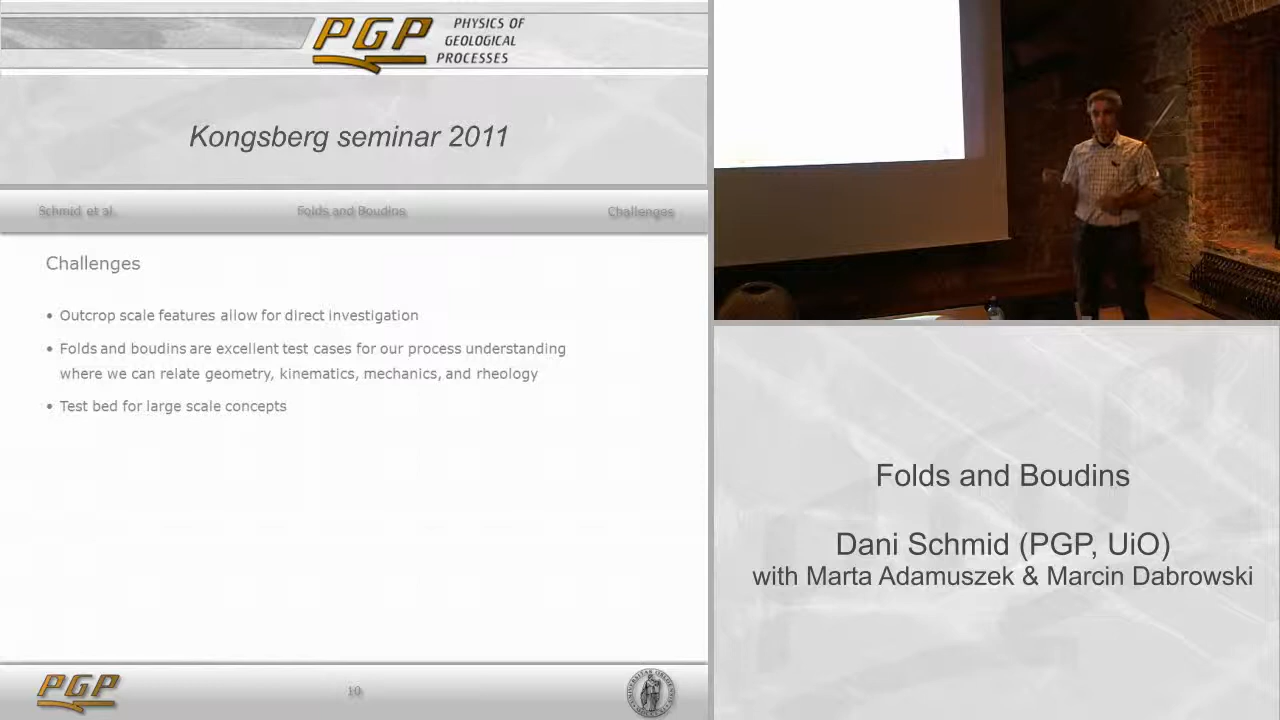 PGP
PHYSICS OF
GEOLOGICAL
PROCESSES
Kongsberg seminar 2011
Schmid et al. Folds and Boudins Challenges
Challenges
• Outcrop scale features allow for direct investigation
• Folds and boudins are excellent test cases for our process understanding
where we can relate geometry, kinematics, mechanics, and rheology
• Test bed for large scale concepts
PGP
10
Folds and Boudins
Dani Schmid (PGP, UiO)
with Marta Adamuszek & Marcin Dabrowski